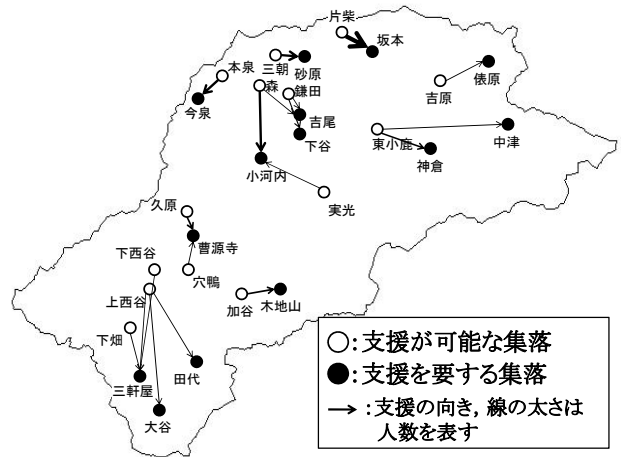 片柴
坂本
三朝
砂原
本泉
森
鎌田
俵原
吉原
今泉
吉尾
下谷
東小鹿
中津
神倉
小河内
実光
久原
曹源寺
下西谷
穴鴨
上西谷
加谷
木地山
下畑
田代
三軒屋
大谷
○:支援が可能な集落
●:支援を要する集落
→:支援の向き,線の太さは
人数を表す